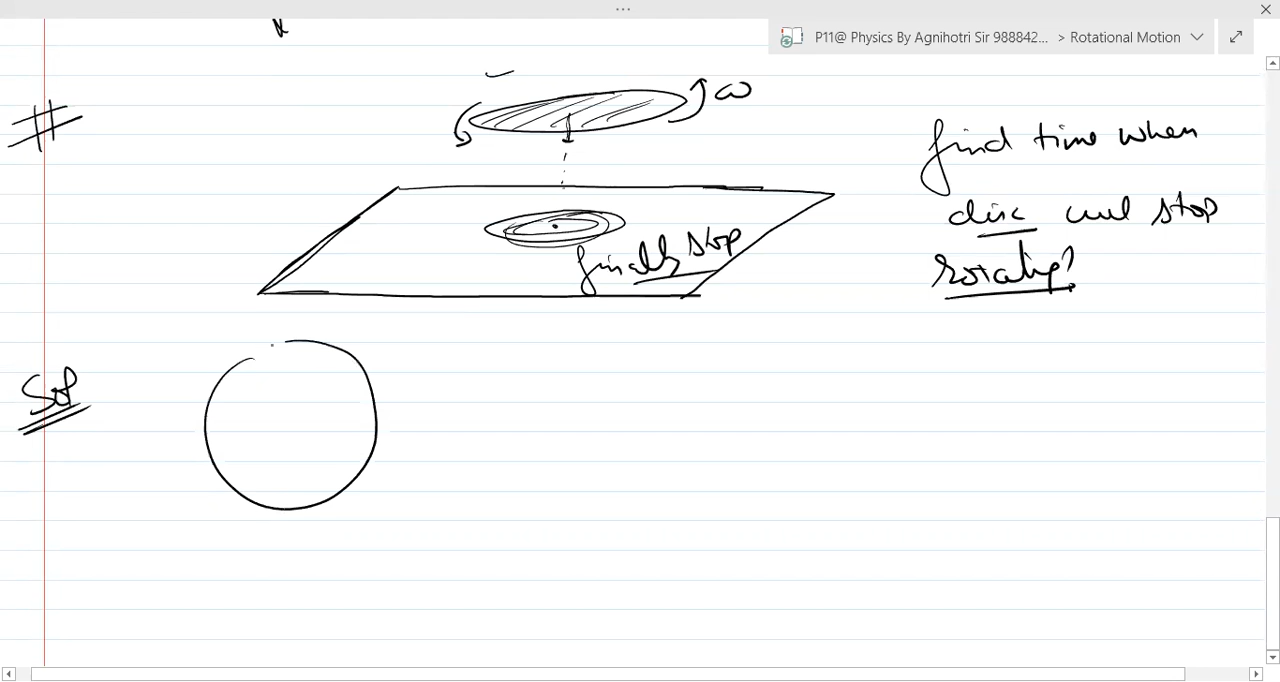 P11@ Physics By Agnihotri Sir 988842... > Rotational Motion
#
ω
find time when
disc will stop
rotating?
finally stop
Sol